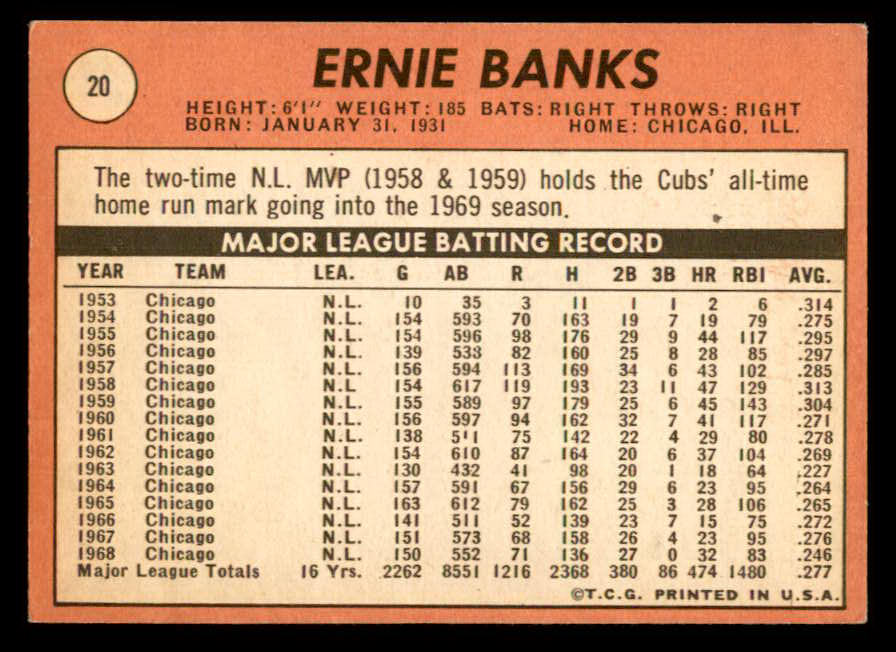 20
ERNIE BANKS
HEIGHT: 6'1" WEIGHT: 185 BATS: RIGHT THROWS: RIGHT
BORN: JANUARY 31, 1931 HOME: CHICAGO, ILL.
The two-time N.L. MVP (1958 & 1959) holds the Cubs' all-time
home run mark going into the 1969 season.
MAJOR LEAGUE BATTING RECORD
YEAR TEAM LEA. G AB R H 2B 3B HR RBI AVG.
1953 Chicago N.L. 10 35 3 11 1 1 2 6 .314
1954 Chicago N.L. 154 593 70 163 19 7 19 79 .275
1955 Chicago N.L. 154 596 98 176 29 9 44 117 .295
1956 Chicago N.L. 139 538 82 160 25 8 28 85 .297
1957 Chicago N.L. 156 594 113 169 34 6 43 102 .285
1958 Chicago N.L 154 617 119 193 23 11 47 129 .313
1959 Chicago N.L. 155 589 97 179 25 6 45 143 .304
1960 Chicago N.L. 156 597 94 162 32 7 41 117 .271
1961 Chicago N.L. 138 511 75 142 22 4 29 80 .278
1962 Chicago N.L. 154 610 87 164 20 6 37 104 .269
1963 Chicago N.L. 130 432 41 98 20 1 18 64 .227
1964 Chicago N.L. 157 591 67 156 29 6 23 95 .264
1965 Chicago N.L. 163 612 79 162 25 3 28 106 .265
1966 Chicago N.L. 141 511 52 139 23 7 15 75 .272
1967 Chicago N.L. 151 573 68 158 26 4 23 95 .276
1968 Chicago N.L. 150 552 71 136 27 0 32 83 .246
Major League Totals 16 Yrs. 2262 8551 1216 2368 380 86 474 1480 .277
©T.C.G. PRINTED IN U.S.A.